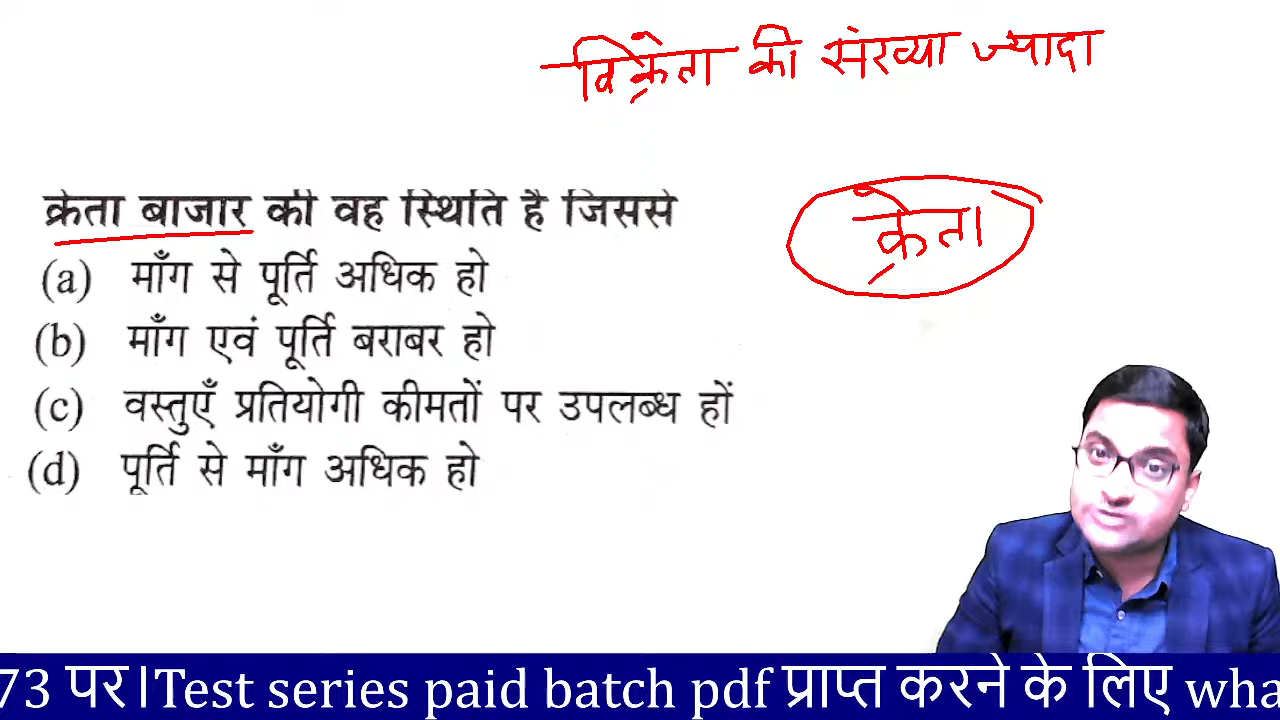 विक्रेता की संख्या ज्यादा
क्रेता बाजार की वह स्थिति है जिससे
क्रेता
(a) माँग से पूर्ति अधिक हो
(b) माँग एवं पूर्ति बराबर हो
(c) वस्तुएँ प्रतियोगी कीमतों पर उपलब्ध हों
(d) पूर्ति से माँग अधिक हो
73 पर।Test series paid batch pdf प्राप्त करने के लिए wha